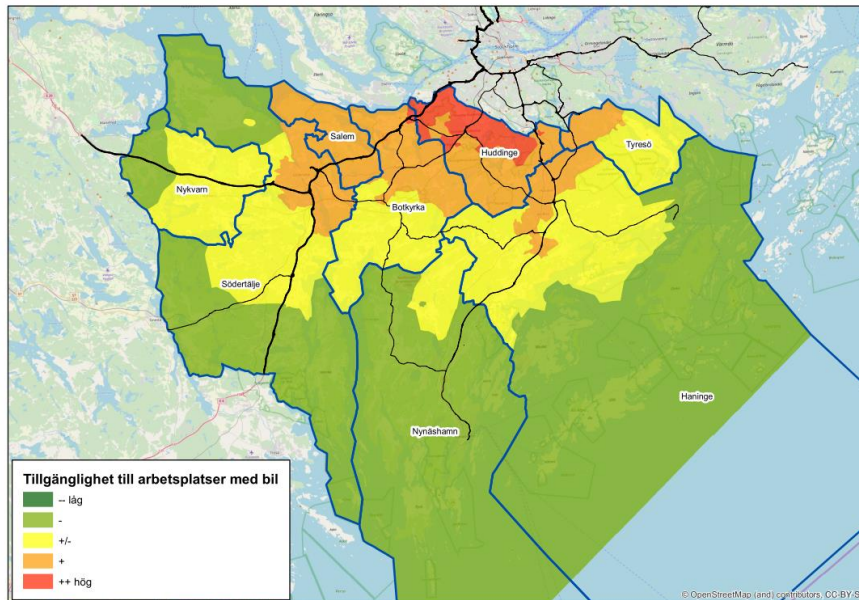 Salem
Huddinge
Tyresö
Nykvarn
Botkyrka
Södertälje
Haninge
Nynäshamn
Tillgänglighet till arbetsplatser med bil
-- låg
-
+/-
+
++ hög
© OpenStreetMap (and) contributors, CC-BY-S